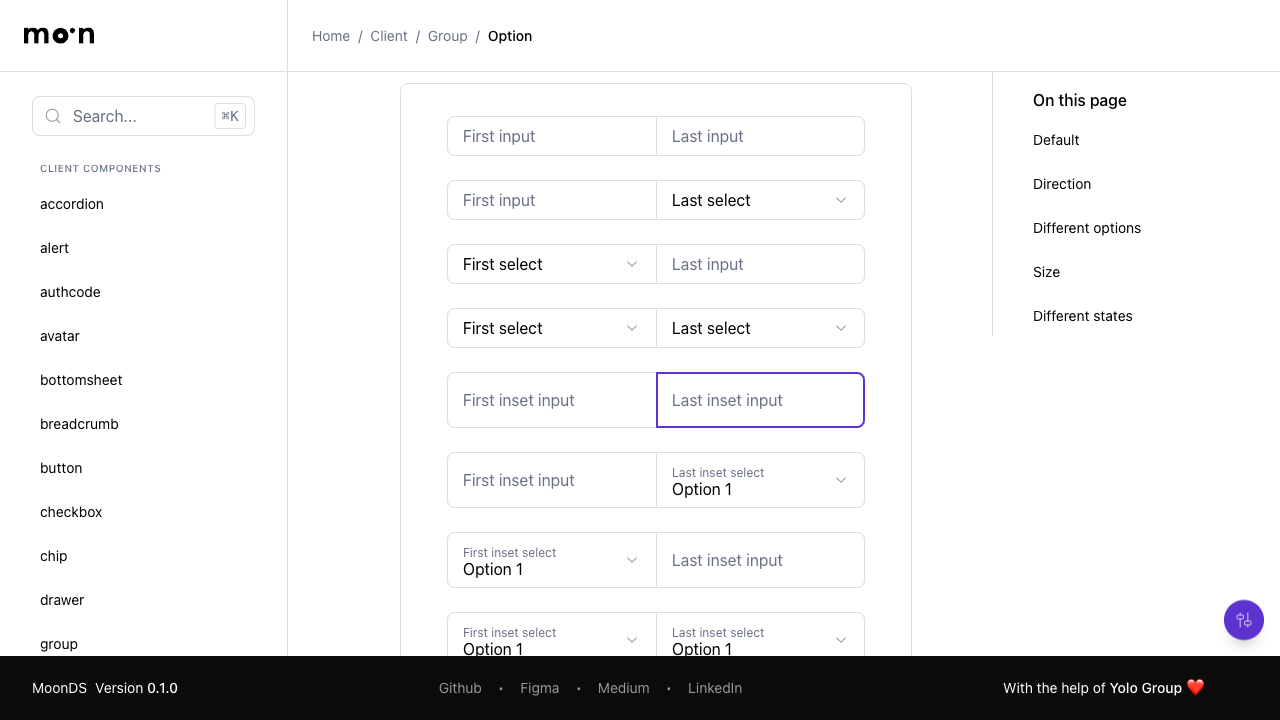 moon
Home / Client / Group / Option
Search... ⌘K
CLIENT COMPONENTS
accordion
alert
authcode
avatar
bottomsheet
breadcrumb
button
checkbox
chip
drawer
group
First input Last input
First input Last select
First select Last input
First select Last select
First inset input Last inset input
First inset input Last inset select
Option 1
First inset select Last inset input
Option 1
First inset select Last inset select
Option 1 Option 1
On this page
Default
Direction
Different options
Size
Different states
MoonDS Version 0.1.0
Github • Figma • Medium • LinkedIn
With the help of Yolo Group ❤️